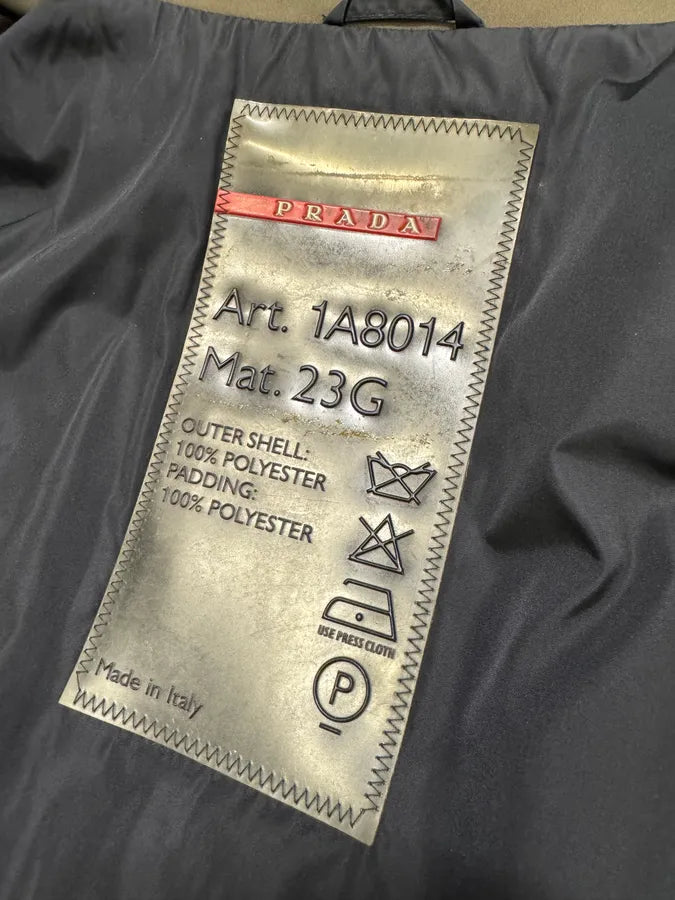 PRADA
Art. 1A8014
Mat. 23G
OUTER SHELL:
100% POLYESTER
PADDING:
100% POLYESTER
USE PRESS CLOTH
P
Made in Italy